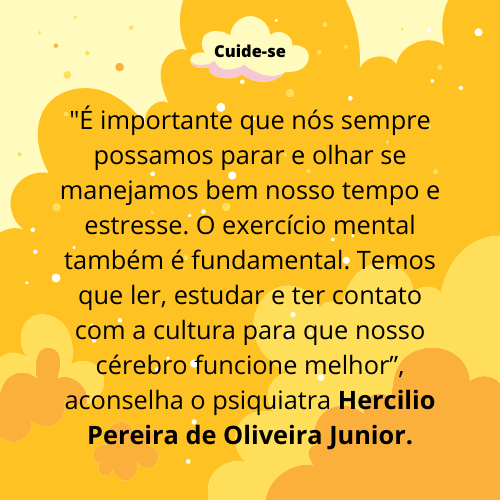 Cuide-se
"É importante que nós sempre
possamos parar e olhar se
manejamos bem nosso tempo e
estresse. O exercício mental
também é fundamental. Temos
que ler, estudar e ter contato
com a cultura para que nosso
cérebro funcione melhor”,
aconselha o psiquiatra Hercilio
Pereira de Oliveira Junior.